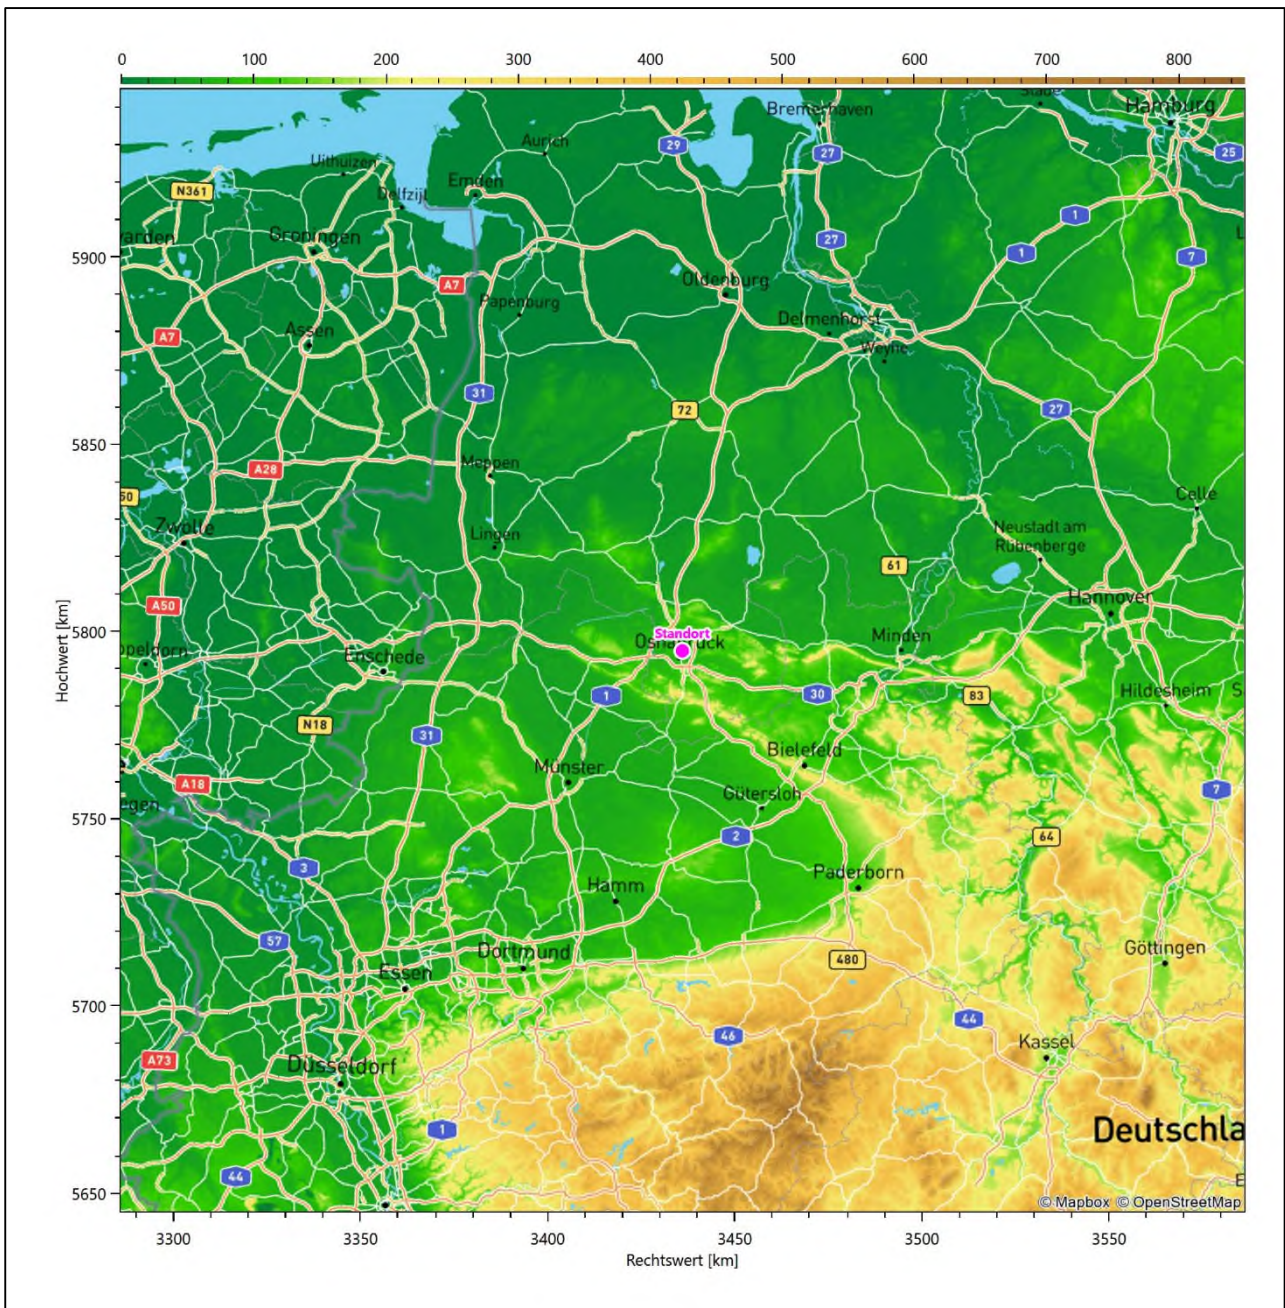 0 100 200 300 400 500 600 700 800
Stade
Bremerhaven
Hamburg
Aurich
29
27
25
Uithuizen
Emden
N361
Delfzijl
1
Groningen
27
1
7
5900
Oldenburg
A7
Papenburg
Delmenhorst
Assen
A7
Weyhe
31
72
27
5850
Meppen
A28
Celle
50
Zwolle
Neustadt am
Rübenberge
Lingen
61
A50
Hannover
5800
Standort
Osnabrück
Minden
Enschede
Hochwert [km]
1
30
83
Hildesheim
N18
31
Bielefeld
Münster
A18
Gütersloh
7
5750
2
64
3
Paderborn
Hamm
57
Dortmund
480
Göttingen
Essen
5700
44
46
Kassel
A73
Düsseldorf
1
Deutschla
44
5650
© Mapbox © OpenStreetMap
3300 3350 3400 3450 3500 3550
Rechtswert [km]